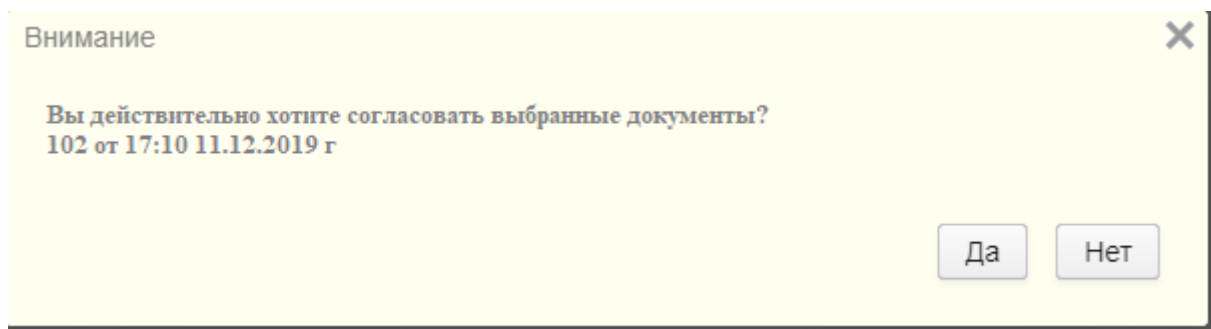 Внимание
Вы действительно хотите согласовать выбранные документы?
102 от 17:10 11.12.2019 г
Да Нет